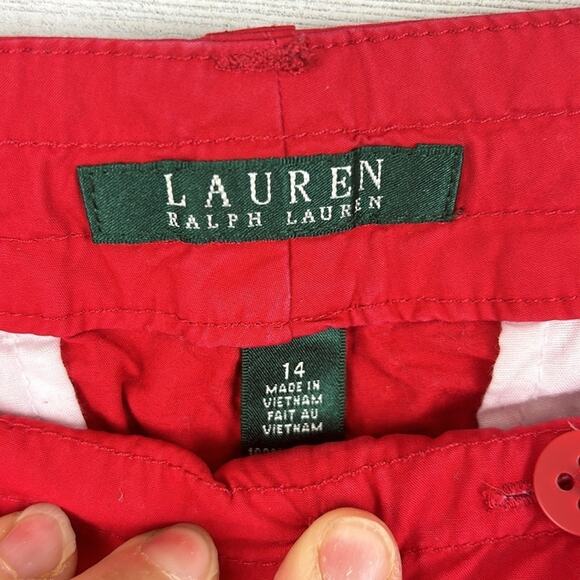 LAUREN
RALPH LAUREN
14
MADE IN
VIETNAM
FAIT AU
VIETNAM